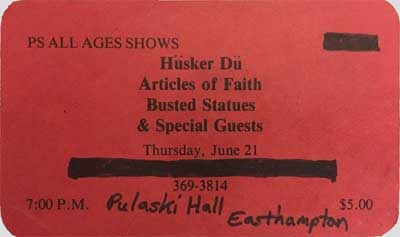 PS ALL AGES SHOWS
Hüsker Dü
Articles of Faith
Busted Statues
& Special Guests
Thursday, June 21
369-3814
7:00 P.M. Pulaski Hall Easthampton $5.00